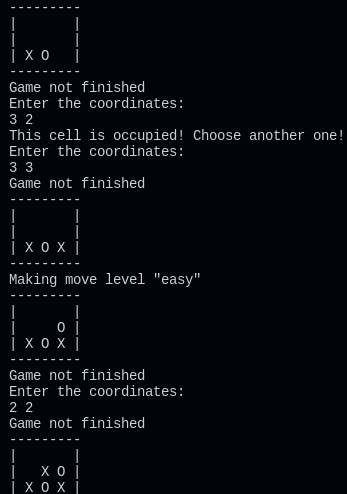 ---------
|       |
|       |
| X O   |
---------
Game not finished
Enter the coordinates:
3 2
This cell is occupied! Choose another one!
Enter the coordinates:
3 3
Game not finished
---------
|       |
|       |
| X O X |
---------
Making move level "easy"
---------
|       |
|     O |
| X O X |
---------
Game not finished
Enter the coordinates:
2 2
Game not finished
---------
|       |
|   X O |
| X O X |